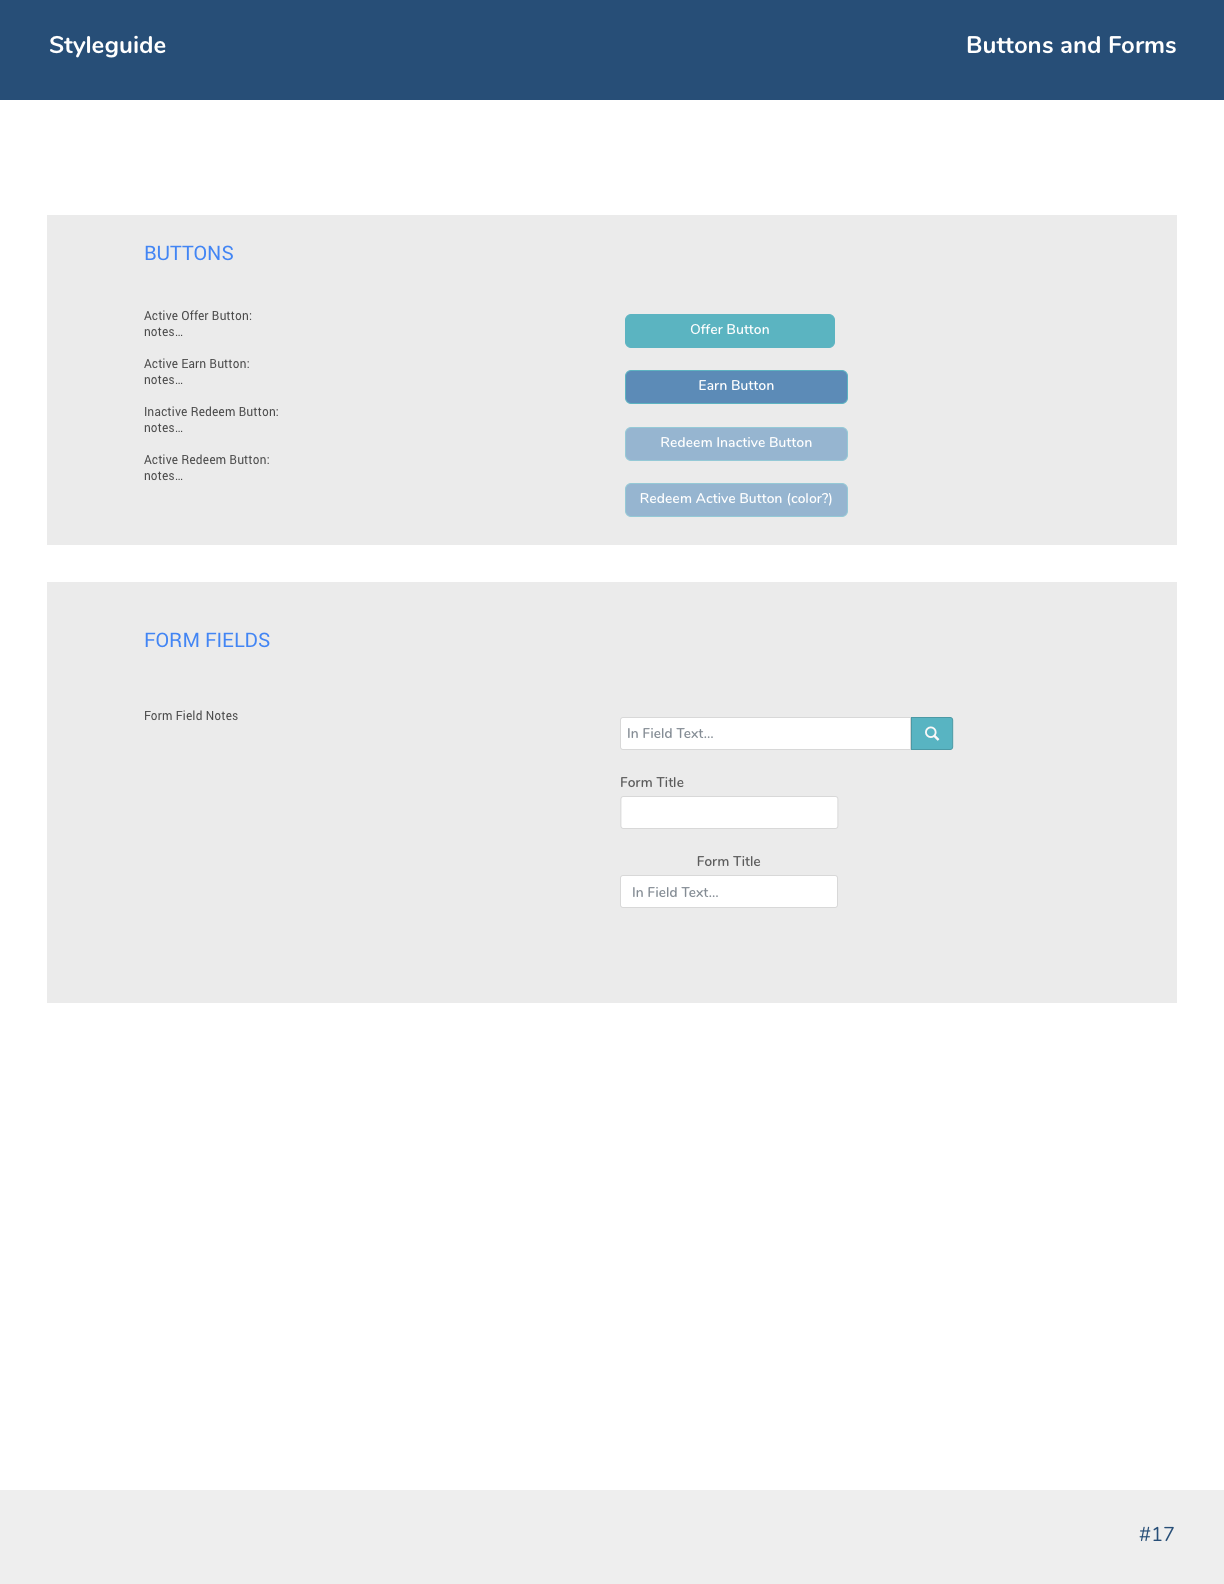 Styleguide
Buttons and Forms
BUTTONS
Active Offer Button:
notes...
Active Earn Button:
notes...
Inactive Redeem Button:
notes...
Active Redeem Button:
notes...
Offer Button
Earn Button
Redeem Inactive Button
Redeem Active Button (color?)
FORM FIELDS
Form Field Notes
In Field Text...
Form Title
Form Title
In Field Text...
#17